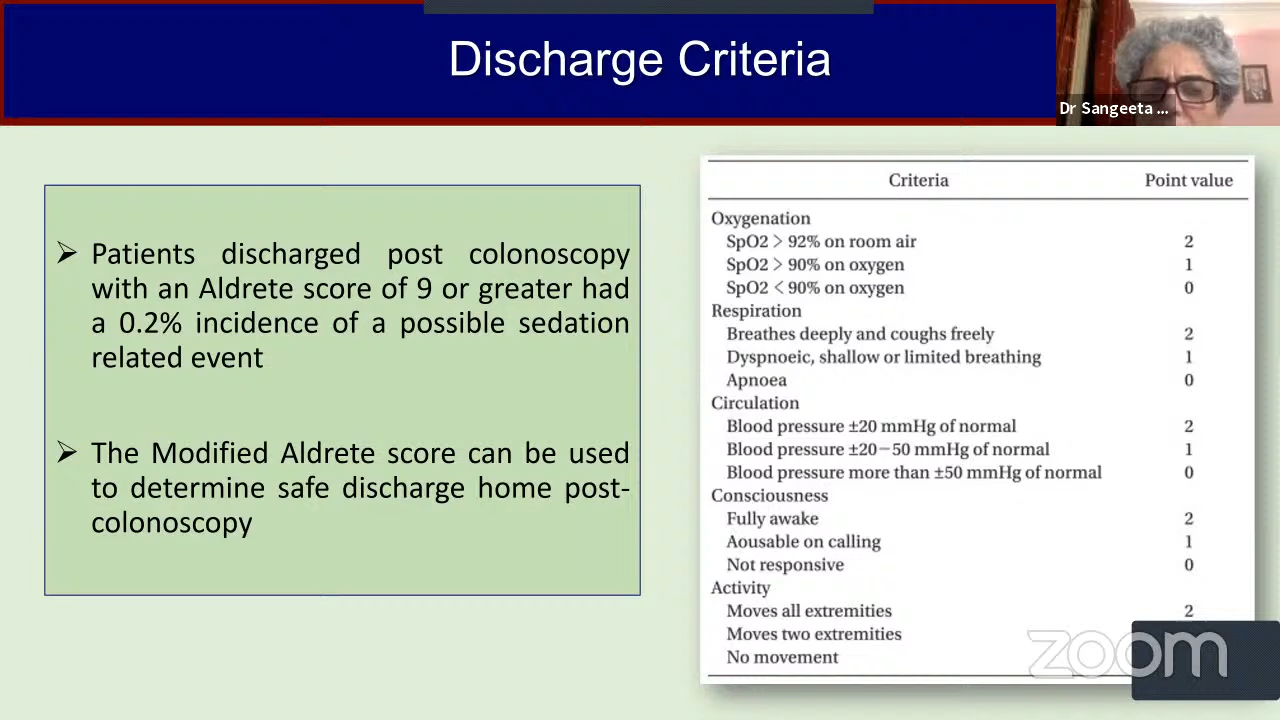 Discharge Criteria
Dr Sangeeta ...
➢ Patients discharged post colonoscopy
with an Aldrete score of 9 or greater had
a 0.2% incidence of a possible sedation
related event
➢ The Modified Aldrete score can be used
to determine safe discharge home post-
colonoscopy
Criteria Point value
Oxygenation
SpO2 > 92% on room air 2
SpO2 > 90% on oxygen 1
SpO2 < 90% on oxygen 0
Respiration
Breathes deeply and coughs freely 2
Dyspnoeic, shallow or limited breathing 1
Apnoea 0
Circulation
Blood pressure ±20 mmHg of normal 2
Blood pressure ±20−50 mmHg of normal 1
Blood pressure more than ±50 mmHg of normal 0
Consciousness
Fully awake 2
Aousable on calling 1
Not responsive 0
Activity
Moves all extremities 2
Moves two extremities
No movement
zoom